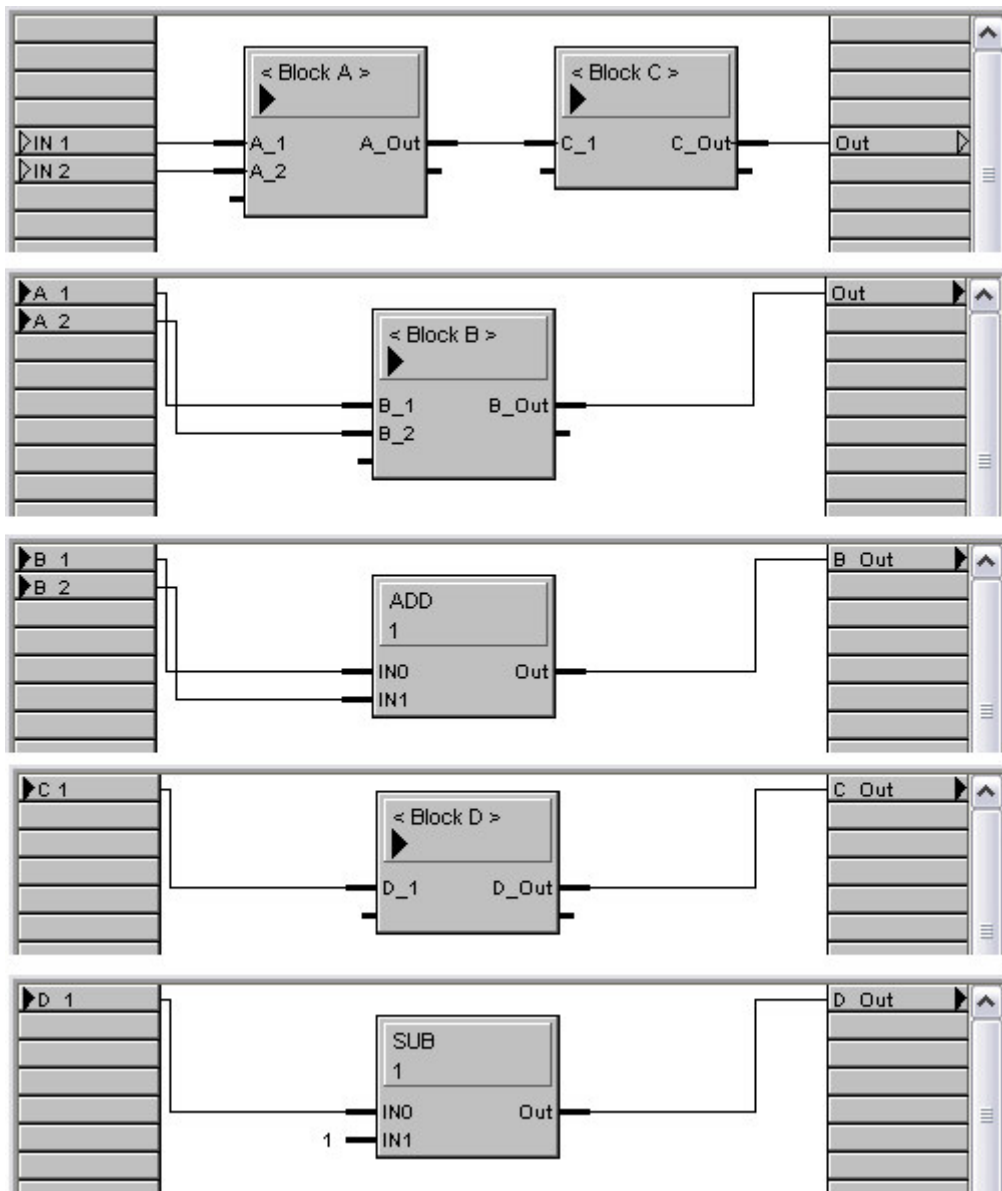 < Block A >
< Block C >
IN 1
A_1
A_Out
C_1
C_Out
Out
IN 2
A_2
A 1
Out
A 2
< Block B >
B_1
B_Out
B_2
B 1
B Out
B 2
ADD
1
IN0
Out
IN1
C 1
C Out
< Block D >
D_1
D_Out
D 1
D Out
SUB
1
IN0
Out
1
IN1